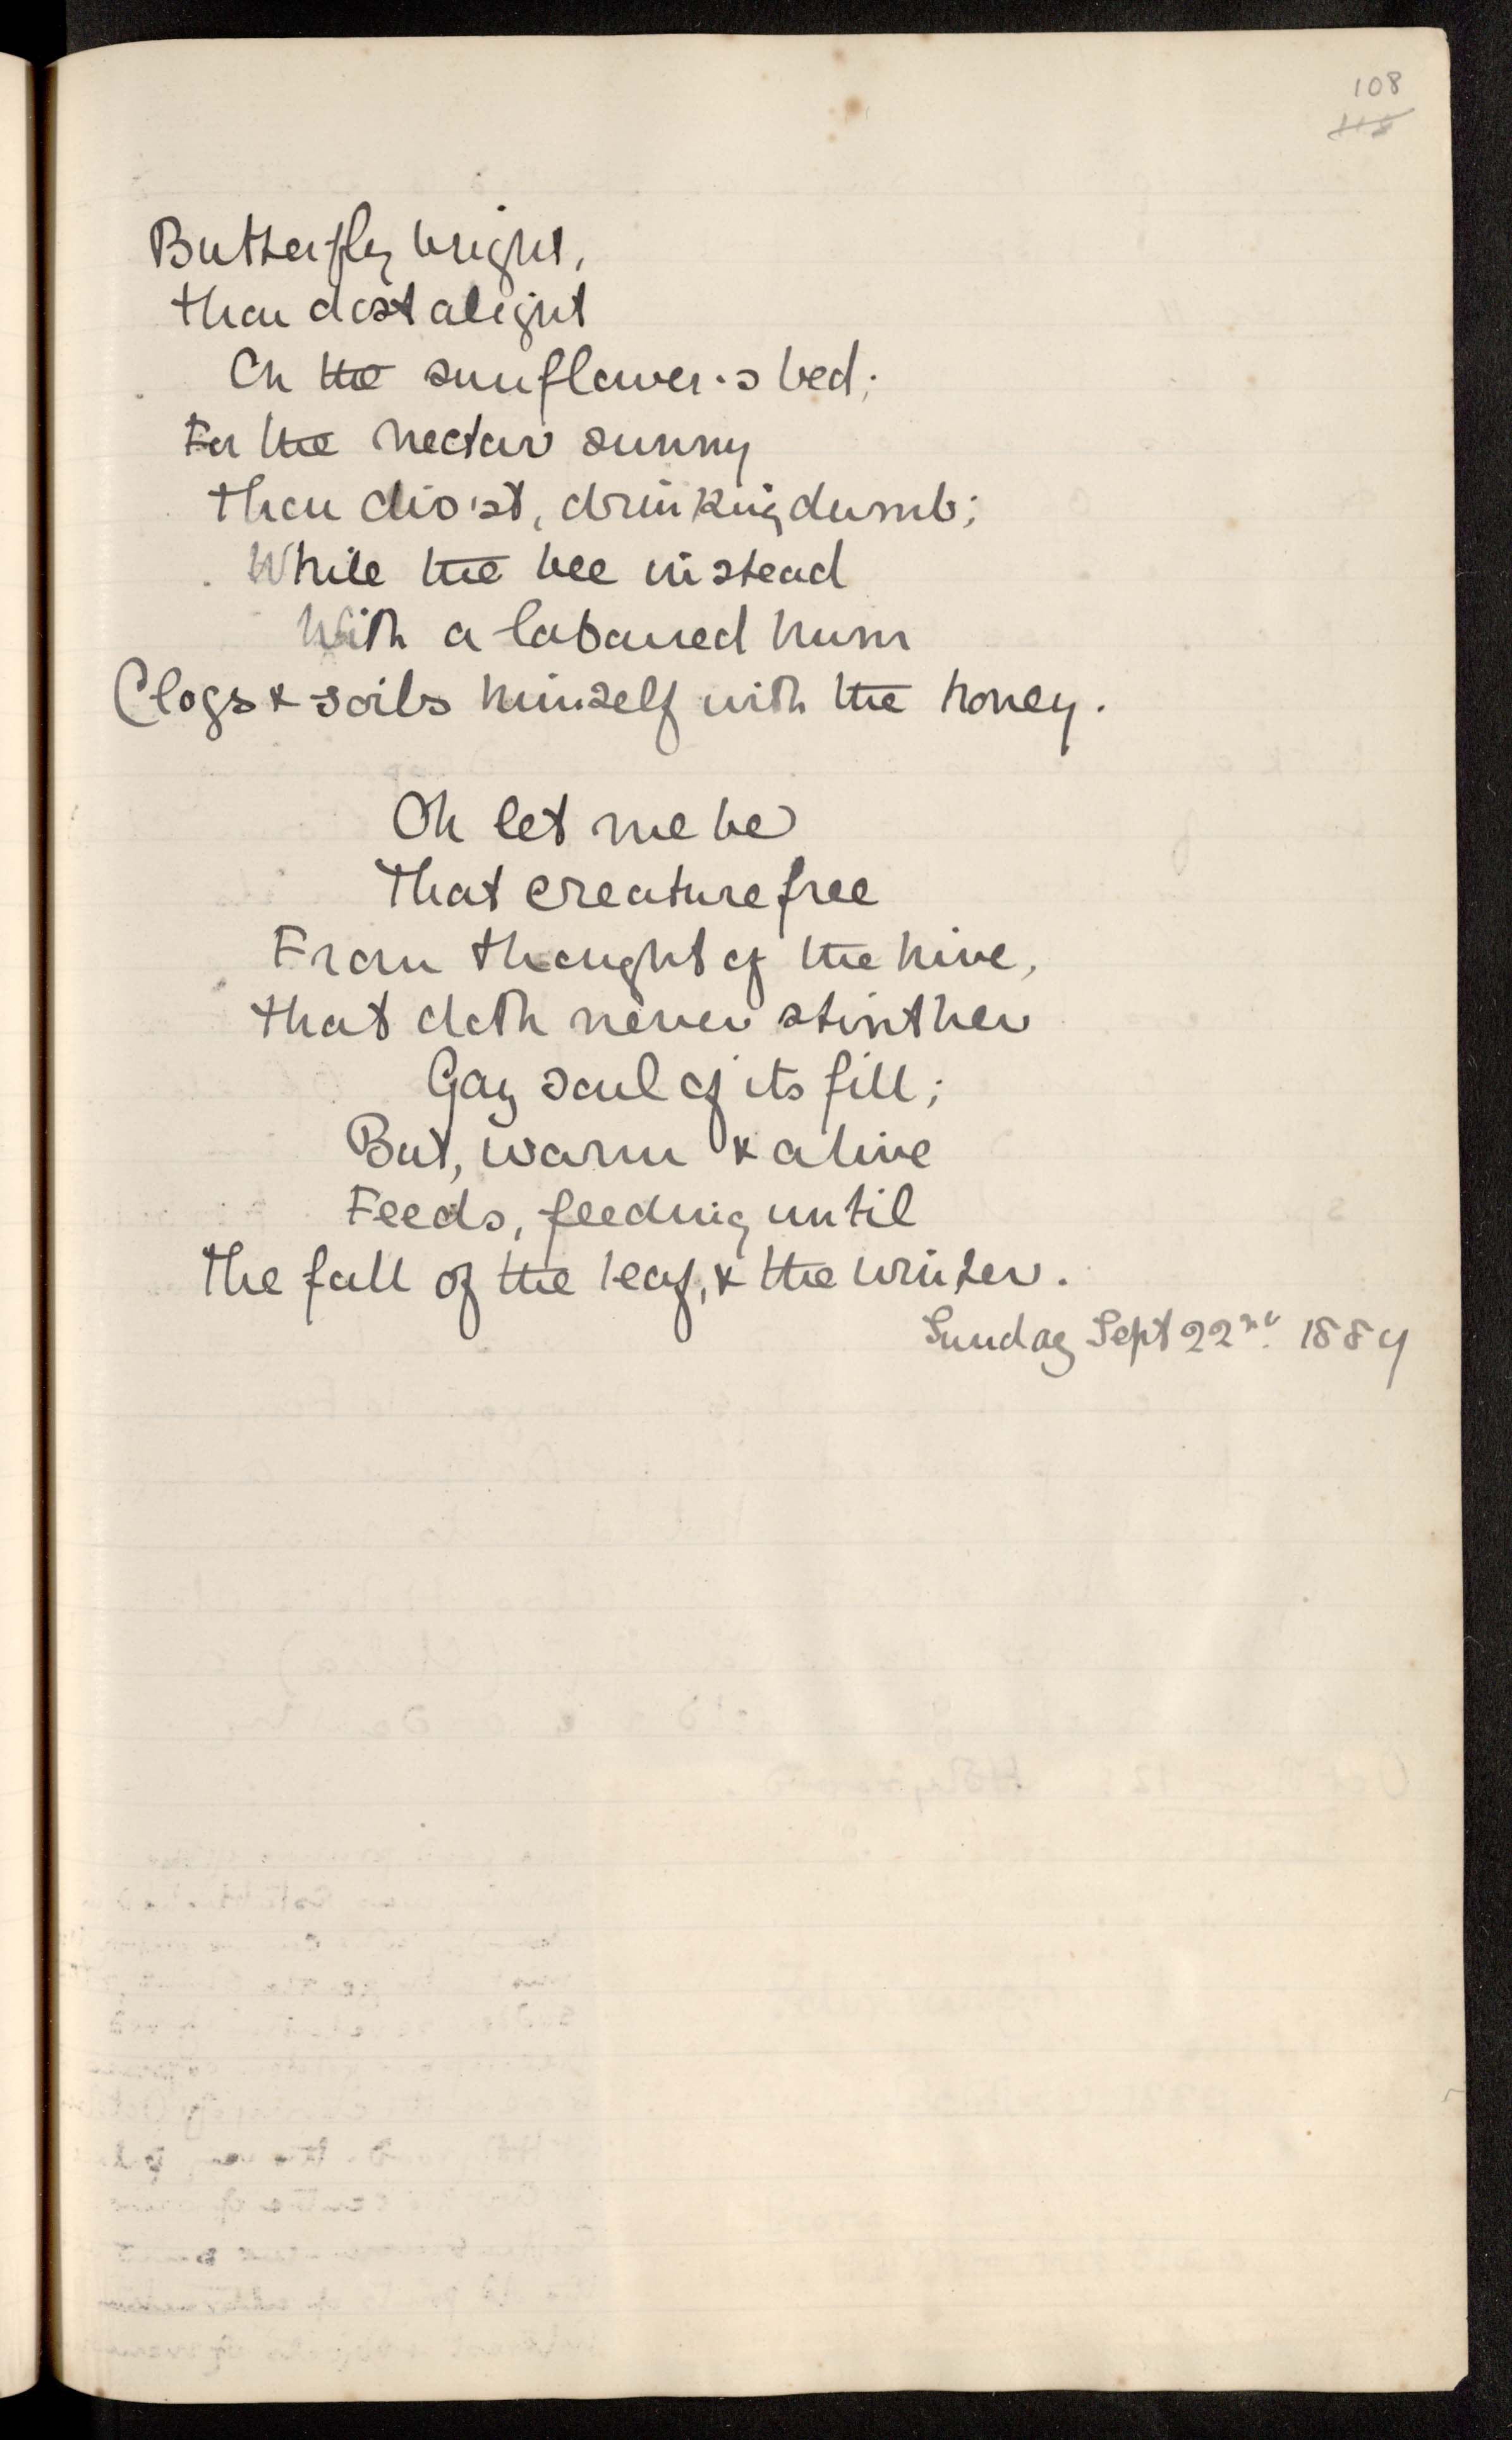 108
Butterfly bright,
thou dost alight
On the sunflower's bed;
For the nectar sunny
thou dio'st, drinking dumb;
While the bee instead
With a laboured hum
Clogs & soils himself with the honey.
Oh let me be
That creature free
From thought of the hive,
that doth never stint her
Gay soul of its fill;
But, warm & alive
Feeds, feeding until
The fall of the leaf, & the winter.
Sunday Sept 22nd. 1889